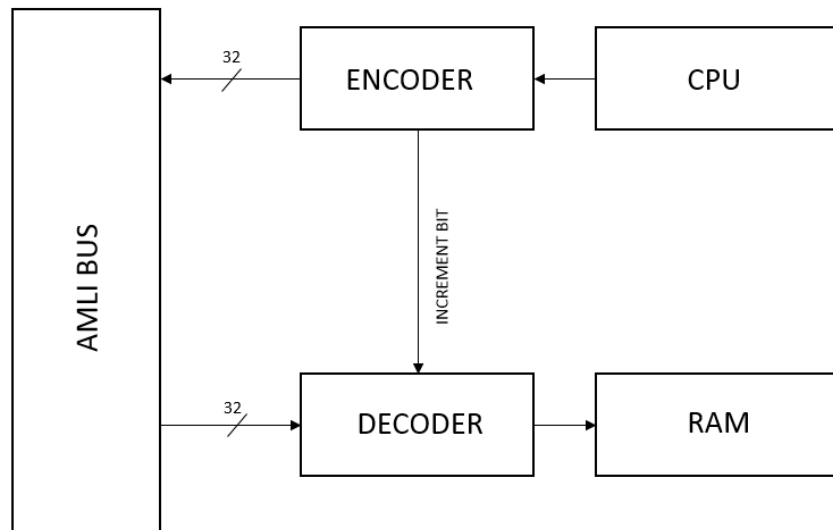 32
ENCODER
CPU
AMLI BUS
INCREMENT BIT
32
DECODER
RAM